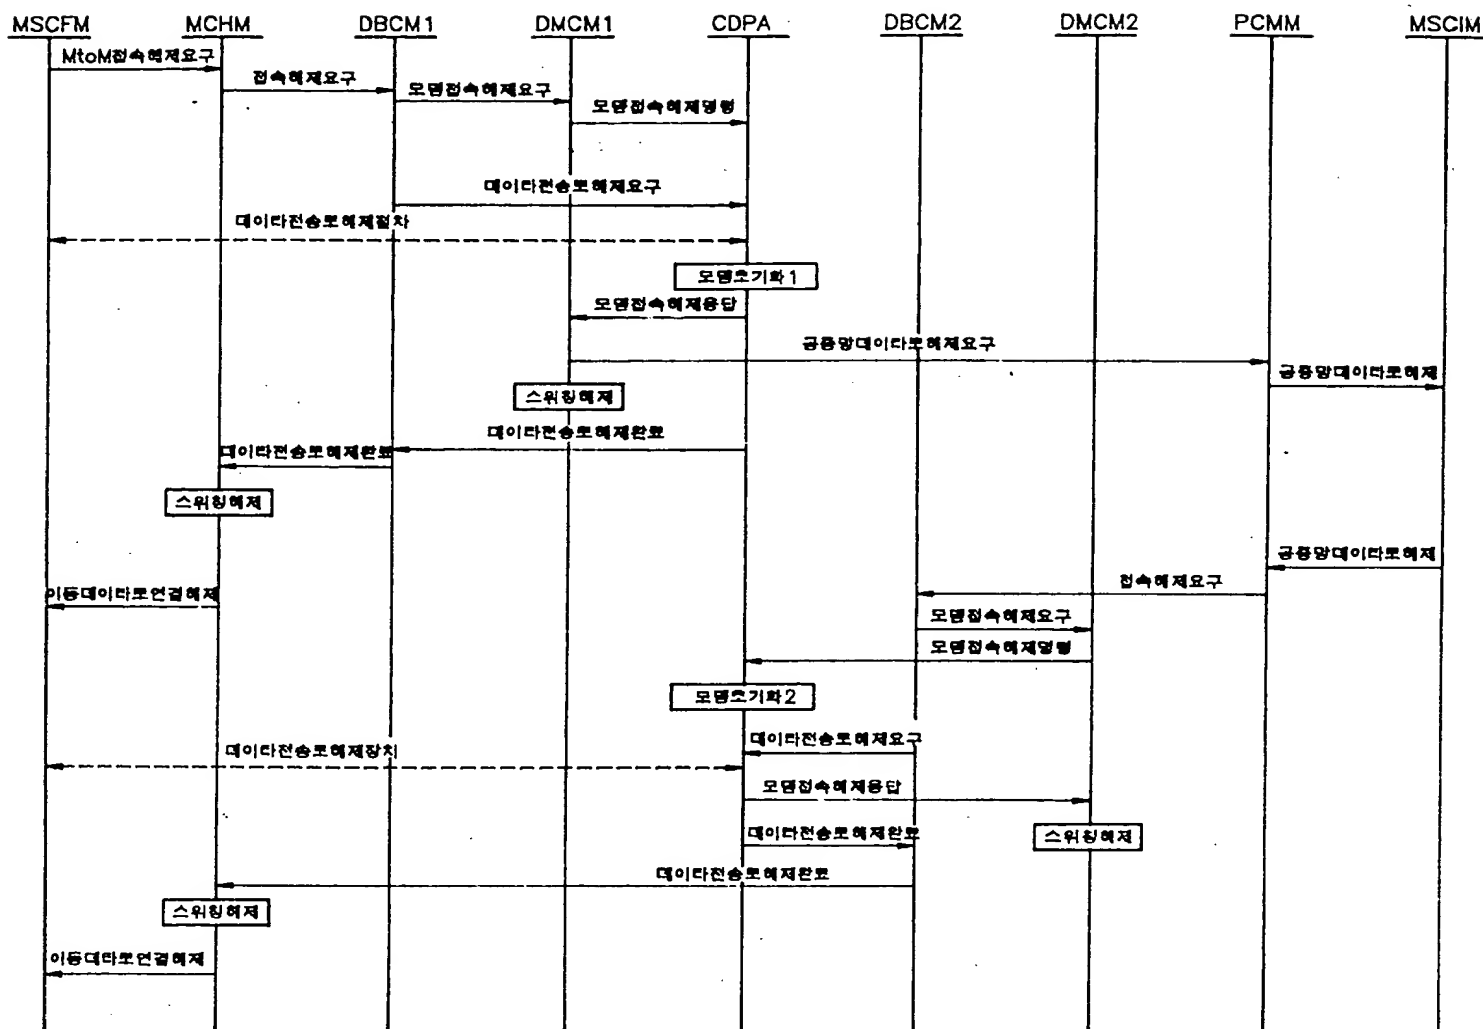 MSCFM MCHM DBCM1 DMCM1 CDPA DBCM2 DMCM2 PCMM MSCIM
MtoM접속해제요구
접속해제요구
모뎀접속해제요구
모뎀접속해제명령
데이타전송로해제요구
데이타전송로해제절차
모뎀초기화1
모뎀접속해제응답
공중망데이타로해제요구
공중망데이타로해제
스위칭해제
데이타전송로해제완료
데이타전송로해제완료
스위칭해제
공중망데이타로해제
접속해제요구
이동데이타로연결해제
모뎀접속해제요구
모뎀접속해제명령
모뎀초기화2
데이타전송로해제요구
데이타전송로해제장치
모뎀접속해제응답
데이타전송로해제완료
스위칭해제
데이타전송로해제완료
스위칭해제
이동데타로연결해제